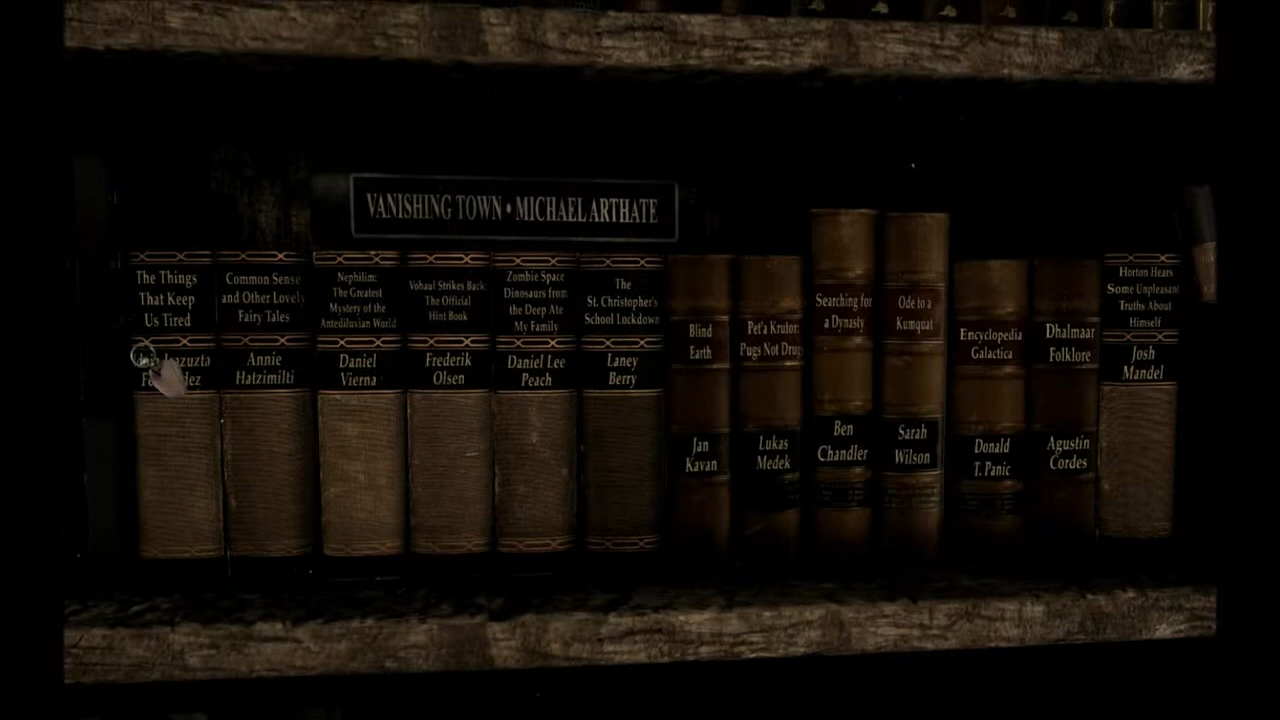 VANISHING TOWN • MICHAEL ARTHATE
The Things
That Keep
Us Tired
Common Sense
and Other Lovely
Fairy Tales
Annie
Hatzimilti
Nephilim:
The Greatest
Mystery of the
Antediluvian World
Daniel
Vierna
Vohaul Strikes Back:
The Official
Hint Book
Frederik
Olsen
Zombie Space
Dinosaurs from
the Deep Ate
My Family
Daniel Lee
Peach
The
St. Christopher's
School Lockdown
Laney
Berry
Blind
Earth
Jan
Kavan
Pet'a Krutor:
Pugs Not Drugs
Lukas
Medek
Searching for
a Dynasty
Ben
Chandler
Ode to a
Kumquat
Sarah
Wilson
Encyclopedia
Galactica
Donald
T. Panic
Dhalmaar
Folklore
Agustín
Cordes
Horton Hears
Some Unpleasant
Truths About
Himself
Josh
Mandel